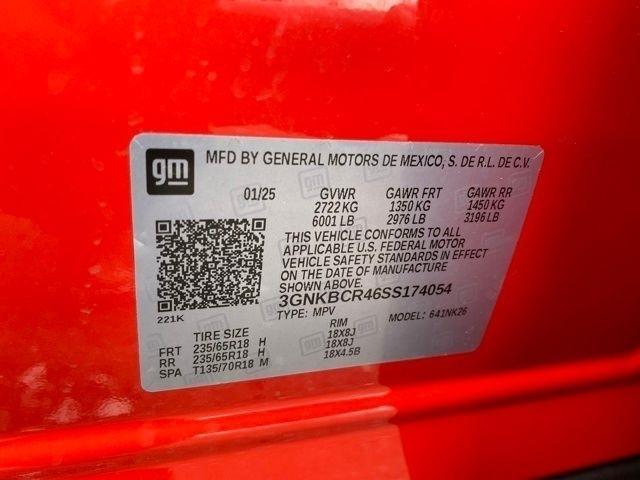 gm MFD BY GENERAL MOTORS DE MEXICO, S. DE R.L. DE C.V.
01/25 GVWR GAWR FRT GAWR RR
2722 KG 1350 KG 1450 KG
6001 LB 2976 LB 3196 LB
THIS VEHICLE CONFORMS TO ALL
APPLICABLE U.S. FEDERAL MOTOR
VEHICLE SAFETY STANDARDS IN EFFECT
ON THE DATE OF MANUFACTURE
SHOWN ABOVE.
3GNKBCR46SS174054
221K
TYPE: MPV MODEL: 641NK26
TIRE SIZE RIM
FRT 235/65R18 H 18X8J
RR 235/65R18 H 18X8J
SPA T135/70R18 M 18X4.5B